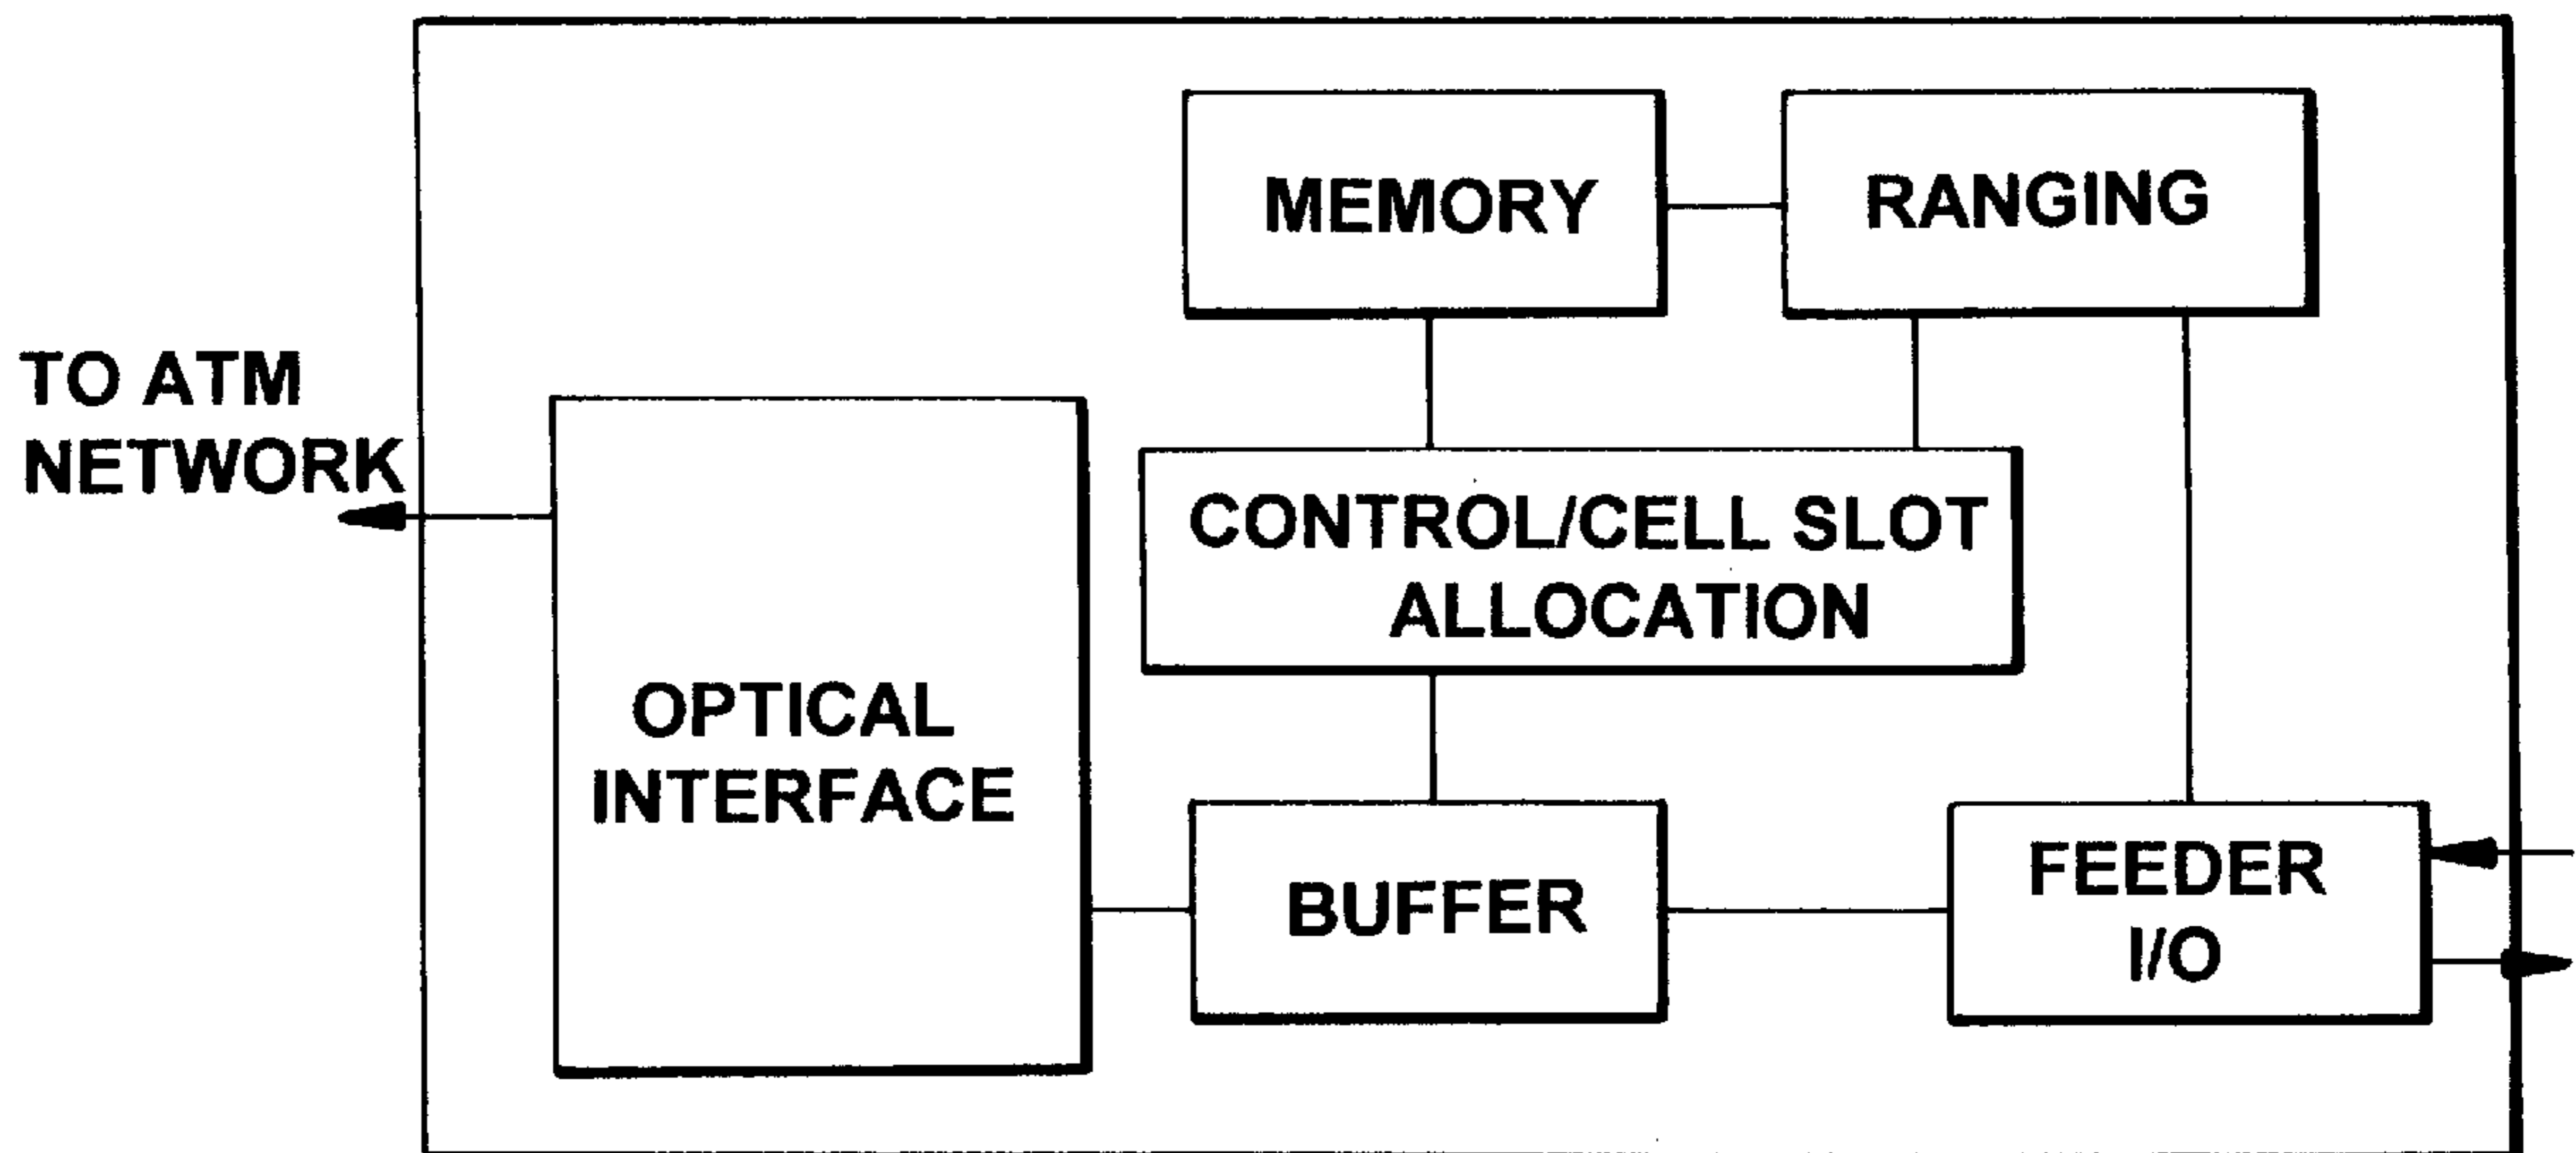 MEMORY
RANGING
TO ATM
NETWORK
CONTROL/CELL SLOT
ALLOCATION
OPTICAL
INTERFACE
BUFFER
FEEDER
I/O